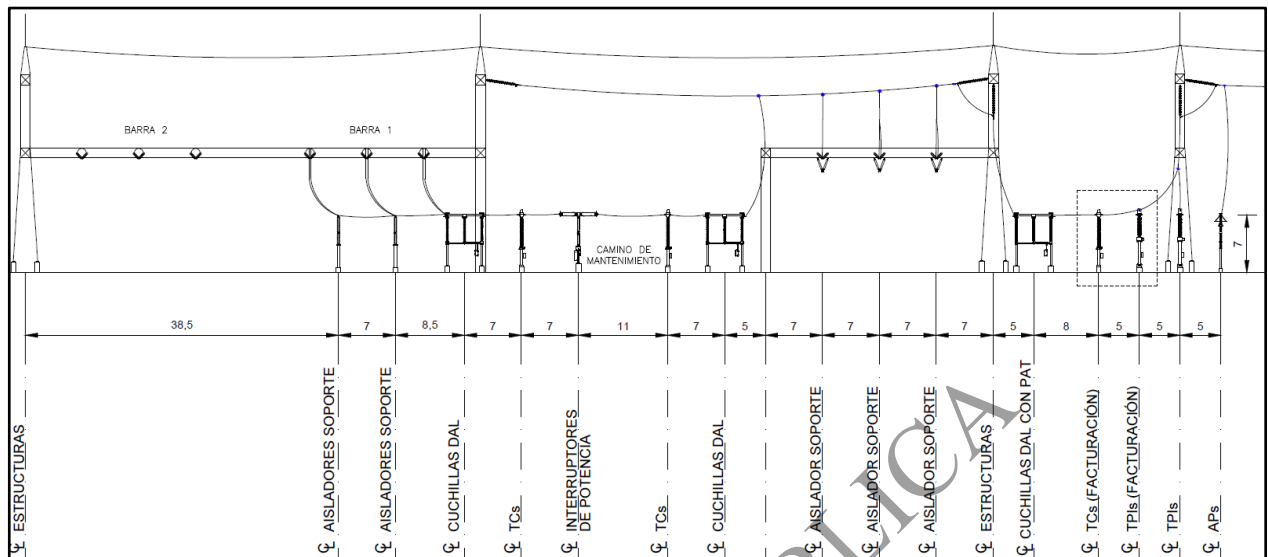 BARRA 2
BARRA 1
CAMINO DE
MANTENIMIENTO
7
38,5
7
8,5
7
7
11
7
5
7
7
7
7
5
8
5
5
5
℄ ESTRUCTURAS
℄ AISLADORES SOPORTE
℄ AISLADORES SOPORTE
℄ CUCHILLAS DAL
℄ TCs
℄ INTERRUPTORES
DE POTENCIA
℄ TCs
℄ CUCHILLAS DAL
℄ AISLADOR SOPORTE
℄ AISLADOR SOPORTE
℄ AISLADOR SOPORTE
℄ ESTRUCTURAS
℄ CUCHILLAS DAL CON PAT
℄ TCs (FACTURACIÓN)
℄ TPIs (FACTURACIÓN)
℄ TPIs
℄ APs